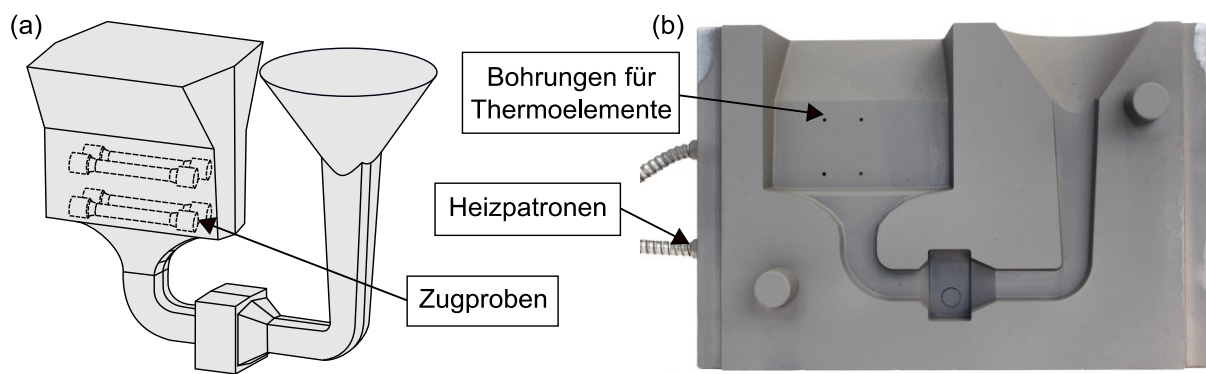 (a)
Zugproben
(b)
Bohrungen für
Thermoelemente
Heizpatronen